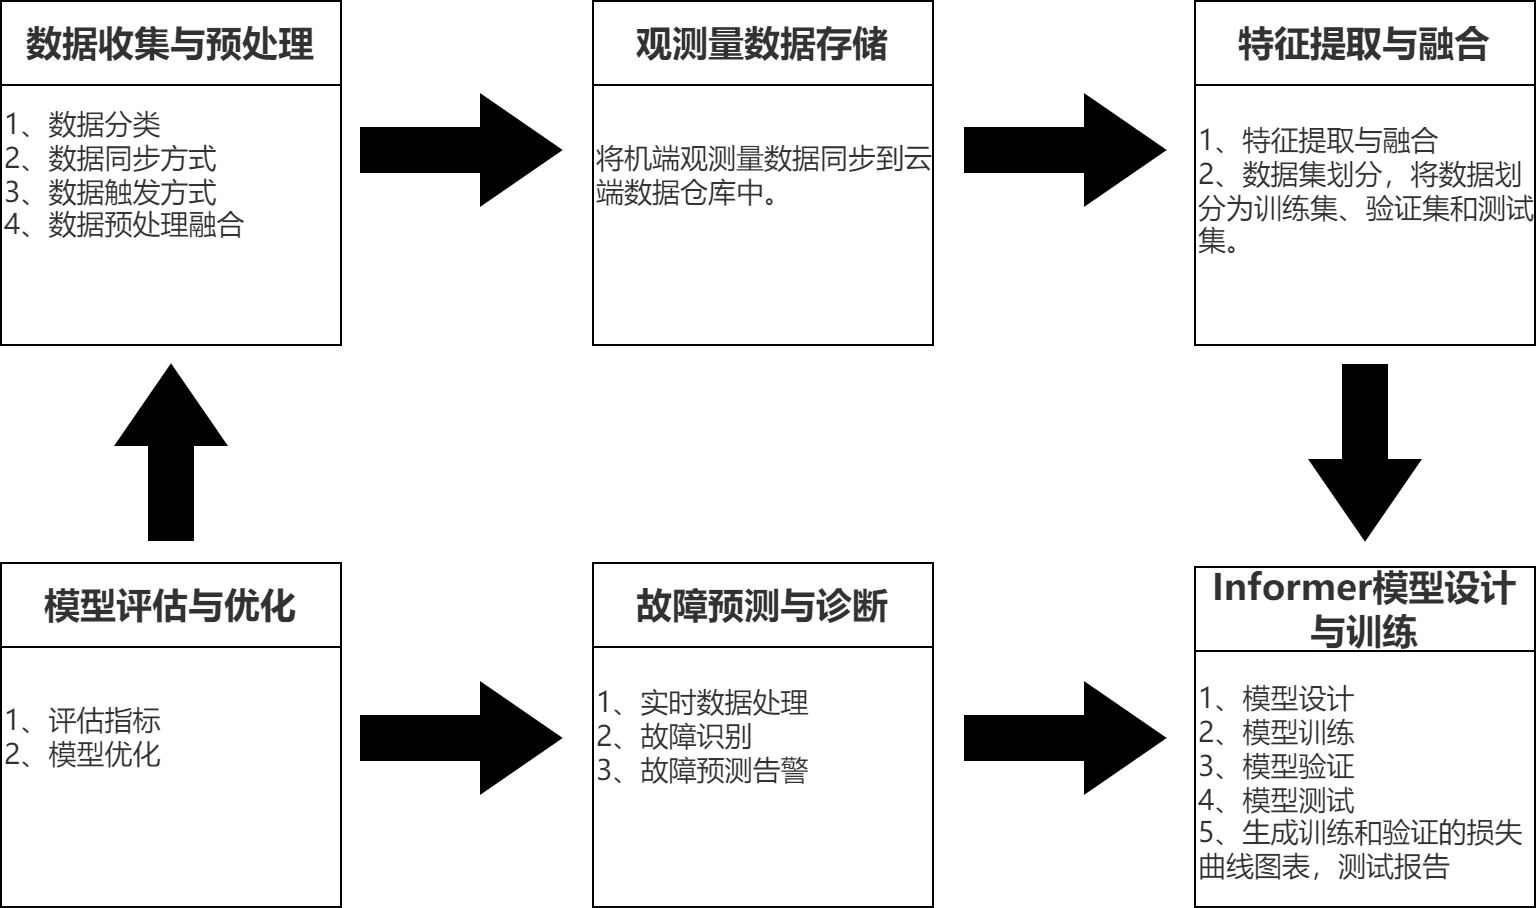 数据收集与预处理
1、数据分类
2、数据同步方式
3、数据触发方式
4、数据预处理融合
观测量数据存储
将机端观测量数据同步到云
端数据仓库中。
特征提取与融合
1、特征提取与融合
2、数据集划分，将数据划
分为训练集、验证集和测试
集。
模型评估与优化
1、评估指标
2、模型优化
故障预测与诊断
1、实时数据处理
2、故障识别
3、故障预测告警
Informer模型设计
与训练
1、模型设计
2、模型训练
3、模型验证
4、模型测试
5、生成训练和验证的损失
曲线图表，测试报告